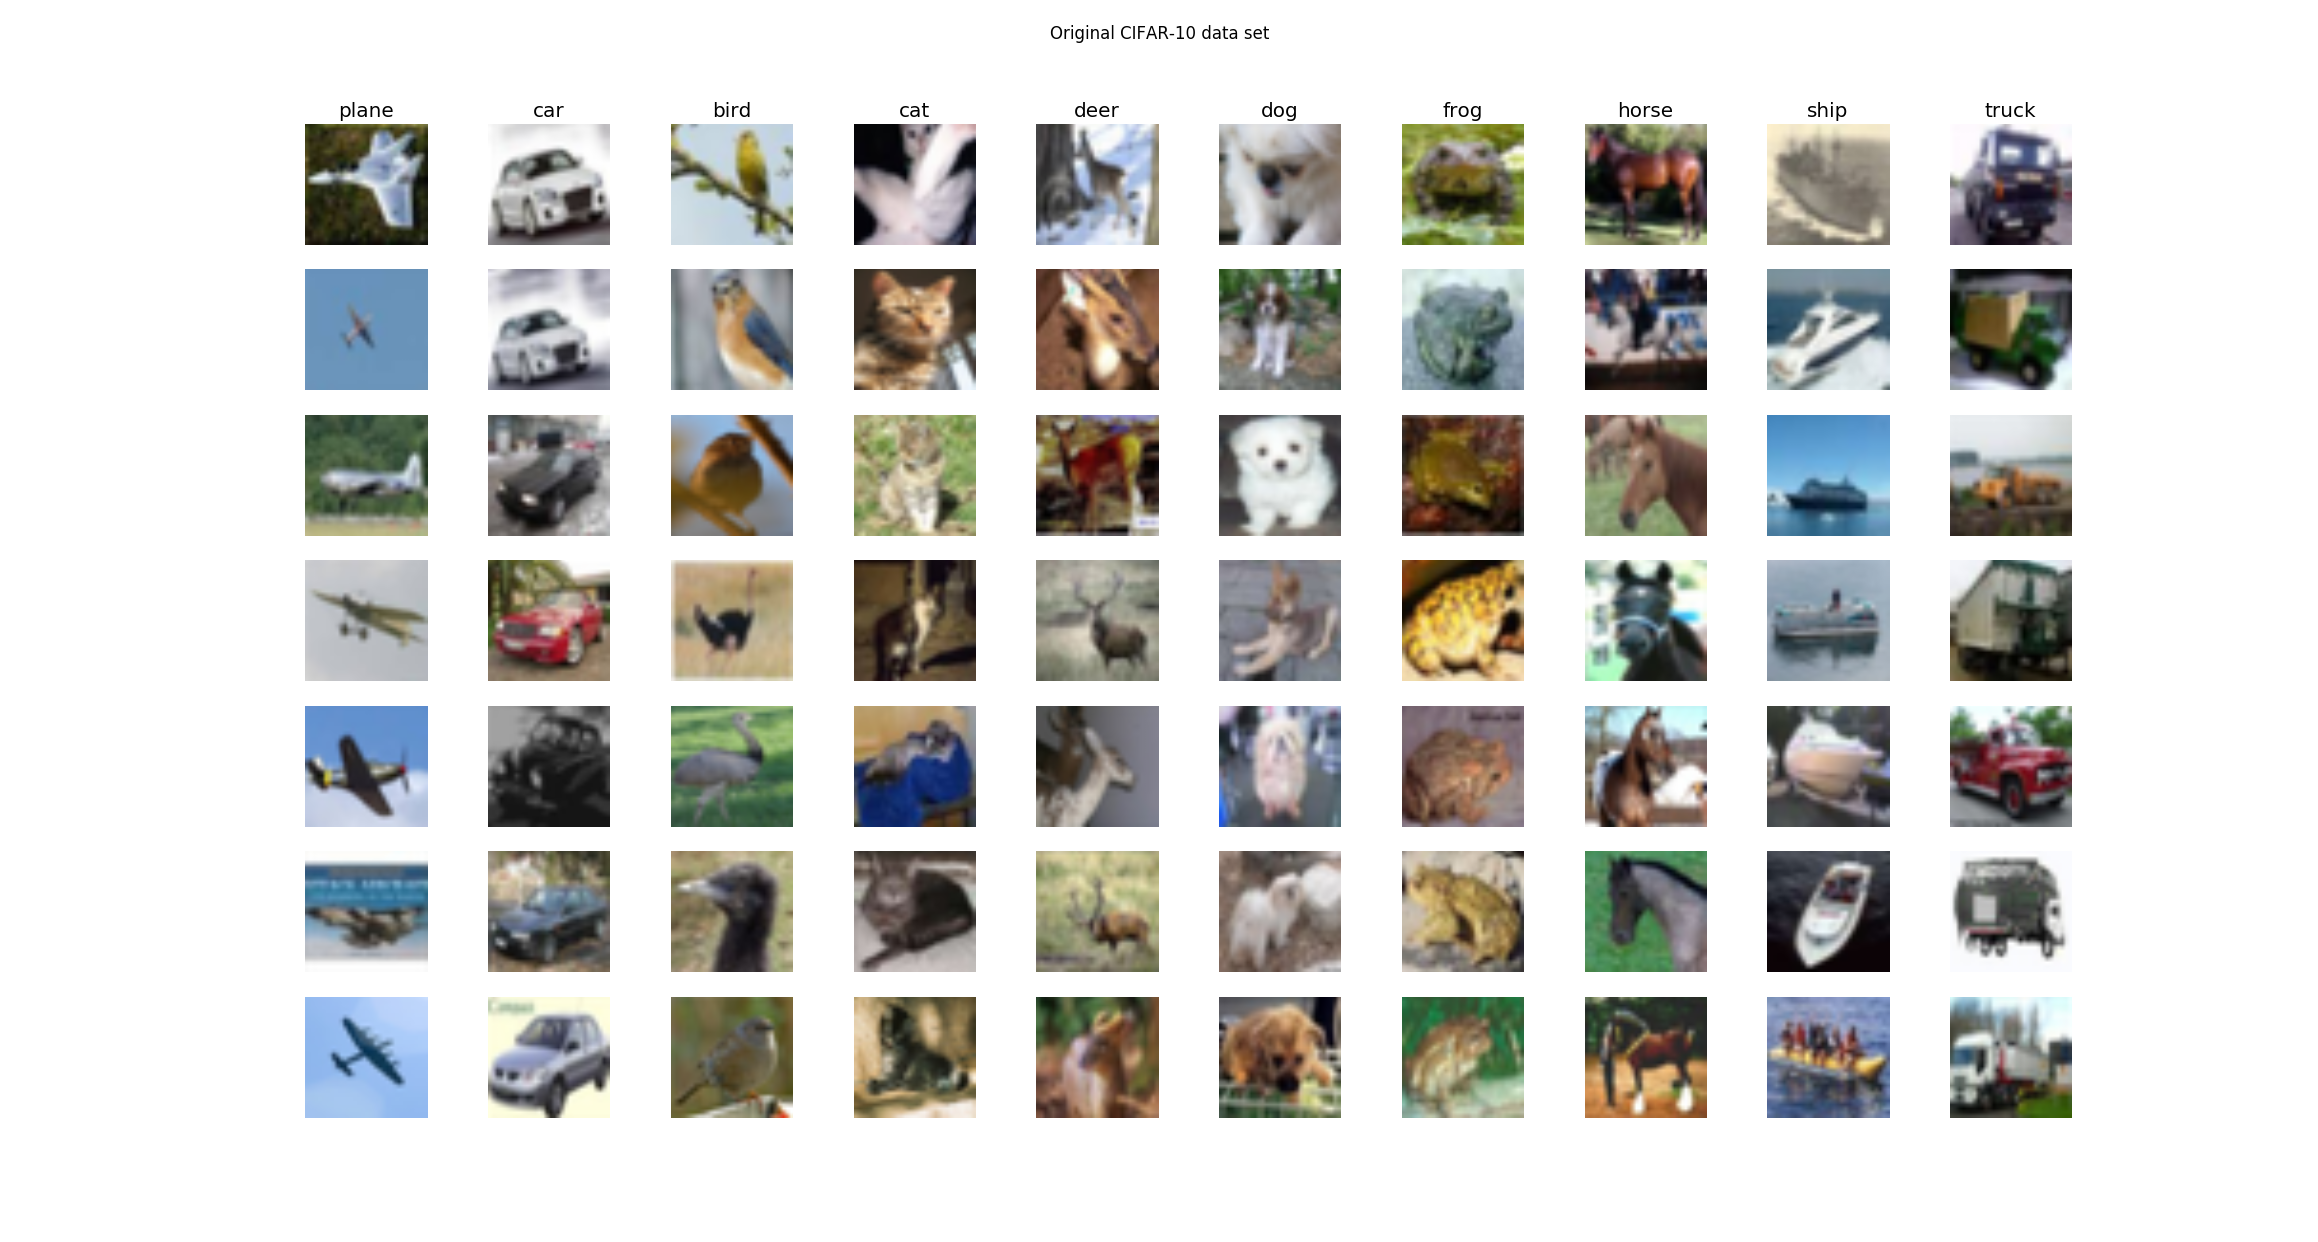 Original CIFAR-10 data set
plane car bird cat deer dog frog horse ship truck